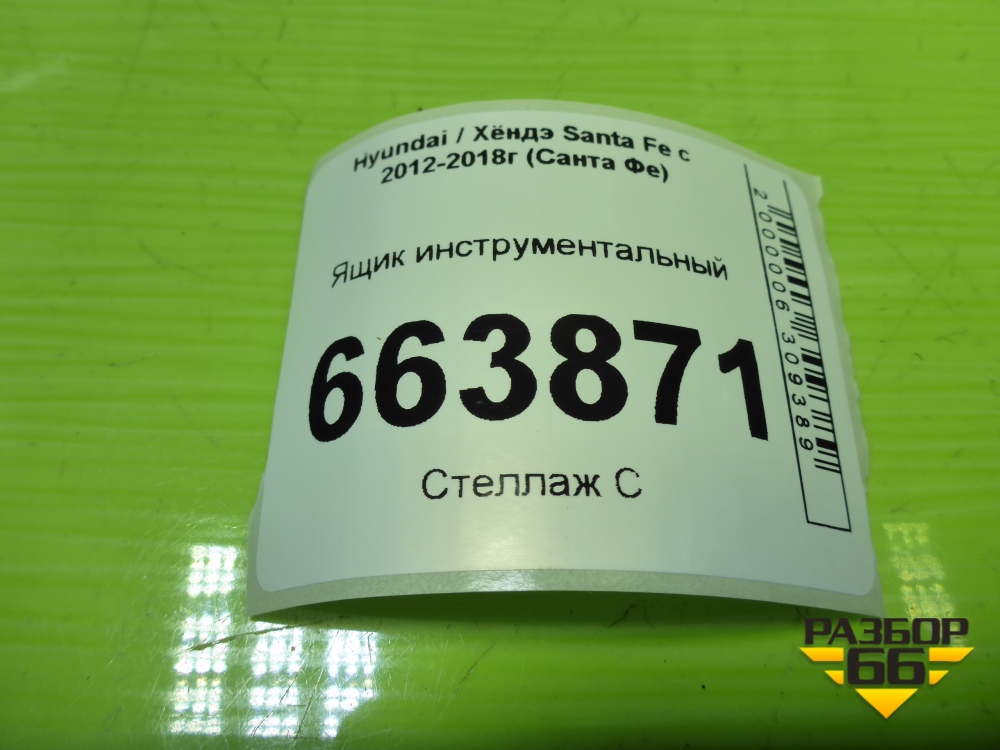 Hyundai / Хёндэ Santa Fe с
2012-2018г (Санта Фе)
Ящик инструментальный
663871
Стеллаж С
2000006309389
РАЗБОР
66